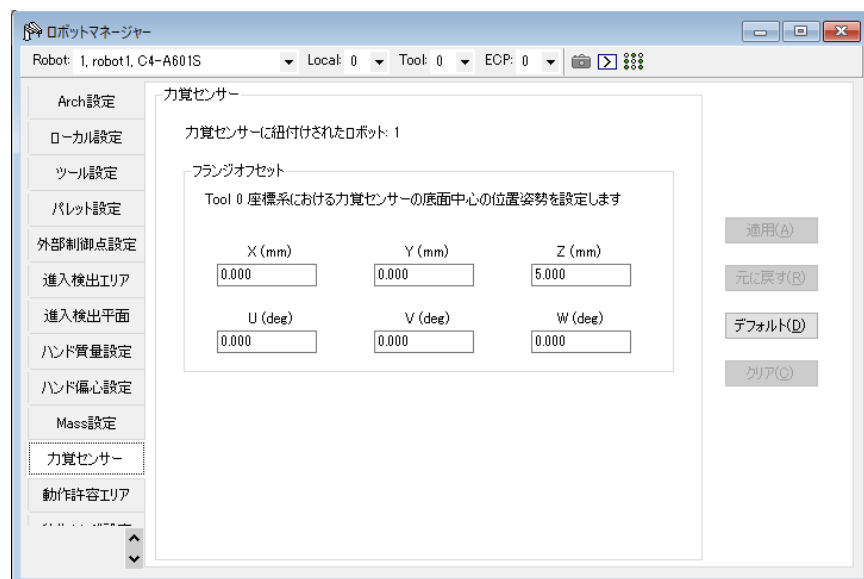 ロボットマネージャー
Robot: 1, robot1, C4-A601S Local: 0 Tool: 0 ECP: 0
Arch設定
ローカル設定
ツール設定
パレット設定
外部制御点設定
進入検出エリア
進入検出平面
ハンド質量設定
ハンド偏心設定
Mass設定
力覚センサー
動作許容エリア
力覚センサー
力覚センサーに紐付けされたロボット: 1
フランジオフセット
Tool 0 座標系における力覚センサーの底面中心の位置姿勢を設定します
X (mm) Y (mm) Z (mm)
0.000 0.000 5.000
U (deg) V (deg) W (deg)
0.000 0.000 0.000
適用(A)
元に戻す(R)
デフォルト(D)
クリア(C)